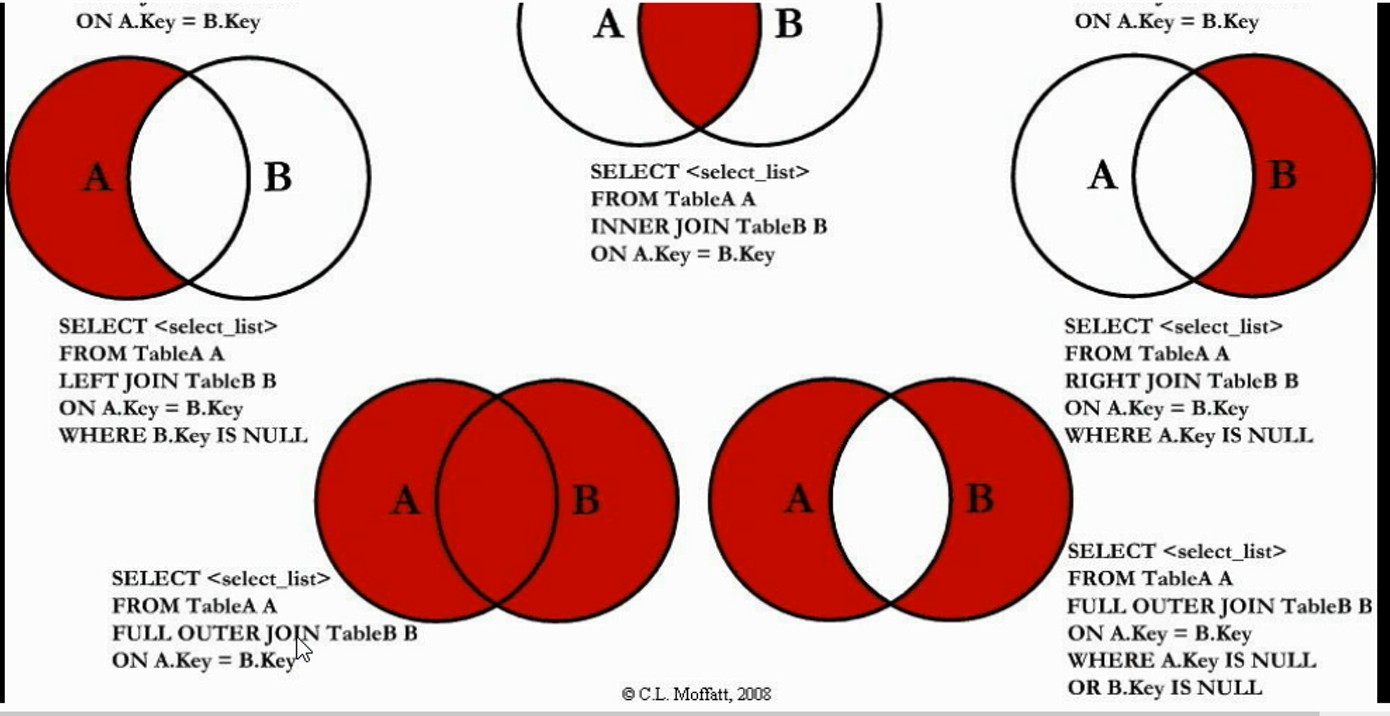 ON A.Key = B.Key
A B
ON A.Key = B.Key
A B
A B
SELECT <select_list>
FROM TableA A
INNER JOIN TableB B
ON A.Key = B.Key
SELECT <select_list>
FROM TableA A
LEFT JOIN TableB B
ON A.Key = B.Key
WHERE B.Key IS NULL
SELECT <select_list>
FROM TableA A
RIGHT JOIN TableB B
ON A.Key = B.Key
WHERE A.Key IS NULL
A B
A B
SELECT <select_list>
FROM TableA A
FULL OUTER JOIN TableB B
ON A.Key = B.Key
SELECT <select_list>
FROM TableA A
FULL OUTER JOIN TableB B
ON A.Key = B.Key
WHERE A.Key IS NULL
OR B.Key IS NULL
© C.L. Moffatt, 2008